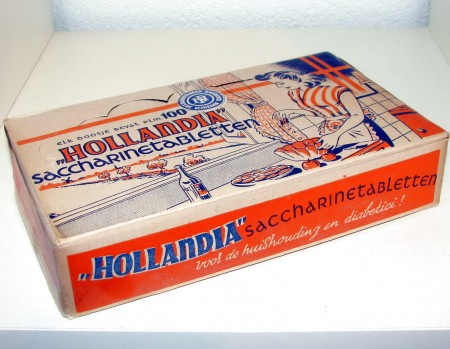 ELK DOOSJE BEVAT PLM. 100
„HOLLANDIA"
SACCHARINETABLETTEN
„HOLLANDIA" SACCHARINETABLETTEN
voor de huishouding en diabetici!